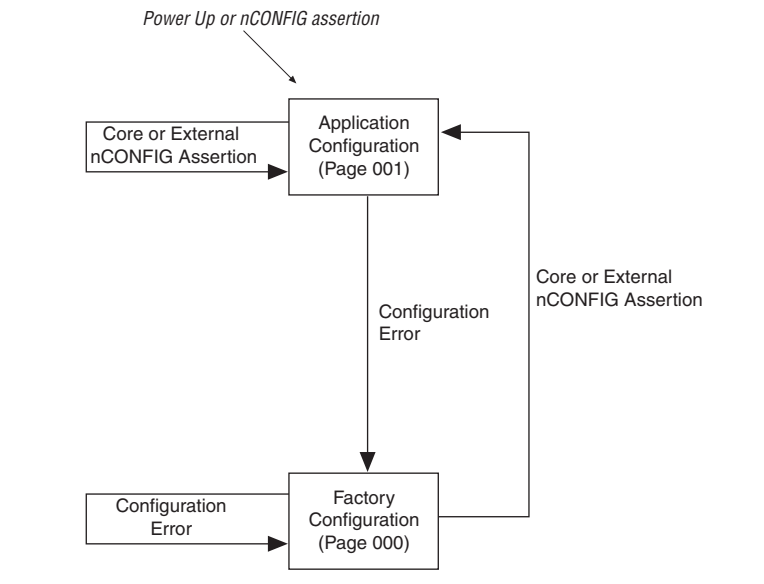 Power Up or nCONFIG assertion
Application
Configuration
(Page 001)
Core or External
nCONFIG Assertion
Core or External
nCONFIG Assertion
Configuration
Error
Factory
Configuration
(Page 000)
Configuration
Error